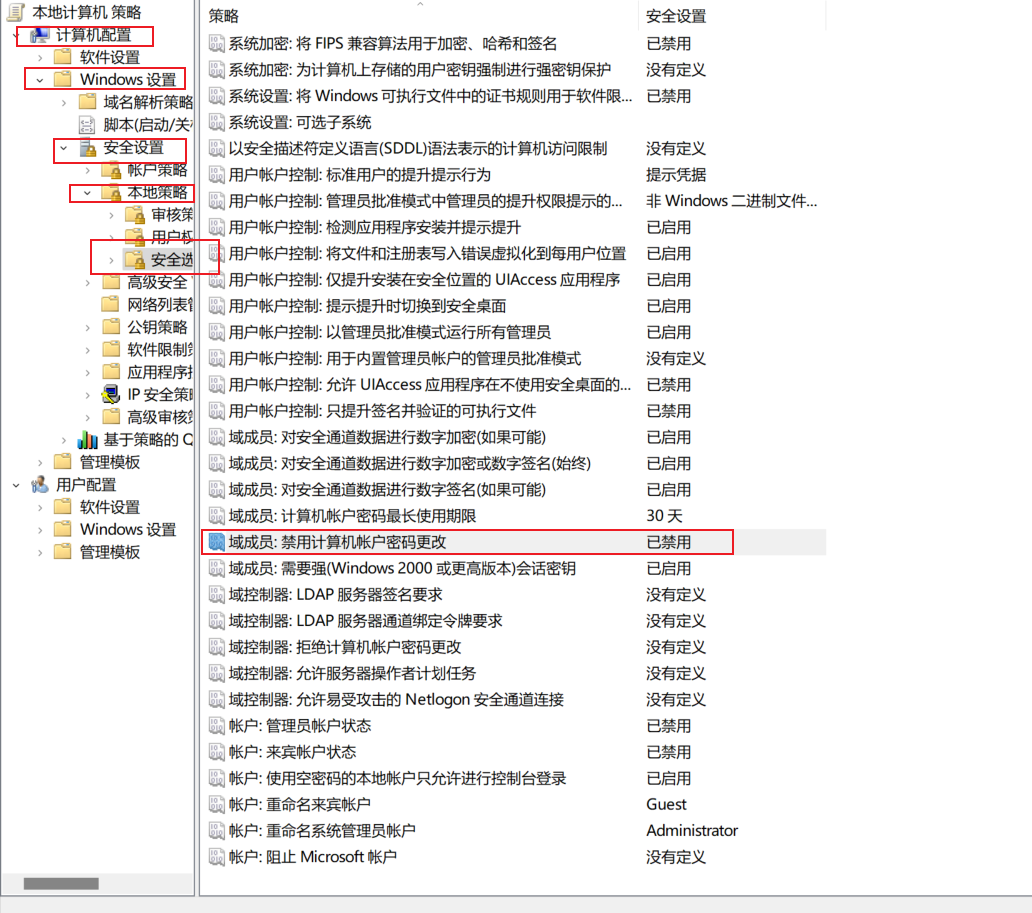 本地计算机 策略
计算机配置
软件设置
Windows 设置
域名解析策略
脚本(启动/关
安全设置
帐户策略
本地策略
审核策
用户权
安全选
高级安全
网络列表管
公钥策略
软件限制策
应用程序控
IP 安全策略
高级审核策
基于策略的 Q
管理模板
用户配置
软件设置
Windows 设置
管理模板
策略 安全设置
系统加密: 将 FIPS 兼容算法用于加密、哈希和签名 已禁用
系统加密: 为计算机上存储的用户密钥强制进行强密钥保护 没有定义
系统设置: 将 Windows 可执行文件中的证书规则用于软件限... 已禁用
系统设置: 可选子系统
以安全描述符定义语言(SDDL)语法表示的计算机访问限制 没有定义
用户帐户控制: 标准用户的提升提示行为 提示凭据
用户帐户控制: 管理员批准模式中管理员的提升权限提示的... 非 Windows 二进制文件...
用户帐户控制: 检测应用程序安装并提示提升 已启用
用户帐户控制: 将文件和注册表写入错误虚拟化到每用户位置 已启用
用户帐户控制: 仅提升安装在安全位置的 UIAccess 应用程序 已启用
用户帐户控制: 提示提升时切换到安全桌面 已启用
用户帐户控制: 以管理员批准模式运行所有管理员 已启用
用户帐户控制: 用于内置管理员帐户的管理员批准模式 没有定义
用户帐户控制: 允许 UIAccess 应用程序在不使用安全桌面的... 已禁用
用户帐户控制: 只提升签名并验证的可执行文件 已禁用
域成员: 对安全通道数据进行数字加密(如果可能) 已启用
域成员: 对安全通道数据进行数字加密或数字签名(始终) 已启用
域成员: 对安全通道数据进行数字签名(如果可能) 已启用
域成员: 计算机帐户密码最长使用期限 30 天
域成员: 禁用计算机帐户密码更改 已禁用
域成员: 需要强(Windows 2000 或更高版本)会话密钥 已启用
域控制器: LDAP 服务器签名要求 没有定义
域控制器: LDAP 服务器通道绑定令牌要求 没有定义
域控制器: 拒绝计算机帐户密码更改 没有定义
域控制器: 允许服务器操作者计划任务 没有定义
域控制器: 允许易受攻击的 Netlogon 安全通道连接 没有定义
帐户: 管理员帐户状态 已禁用
帐户: 来宾帐户状态 已禁用
帐户: 使用空密码的本地帐户只允许进行控制台登录 已启用
帐户: 重命名来宾帐户 Guest
帐户: 重命名系统管理员帐户 Administrator
帐户: 阻止 Microsoft 帐户 没有定义